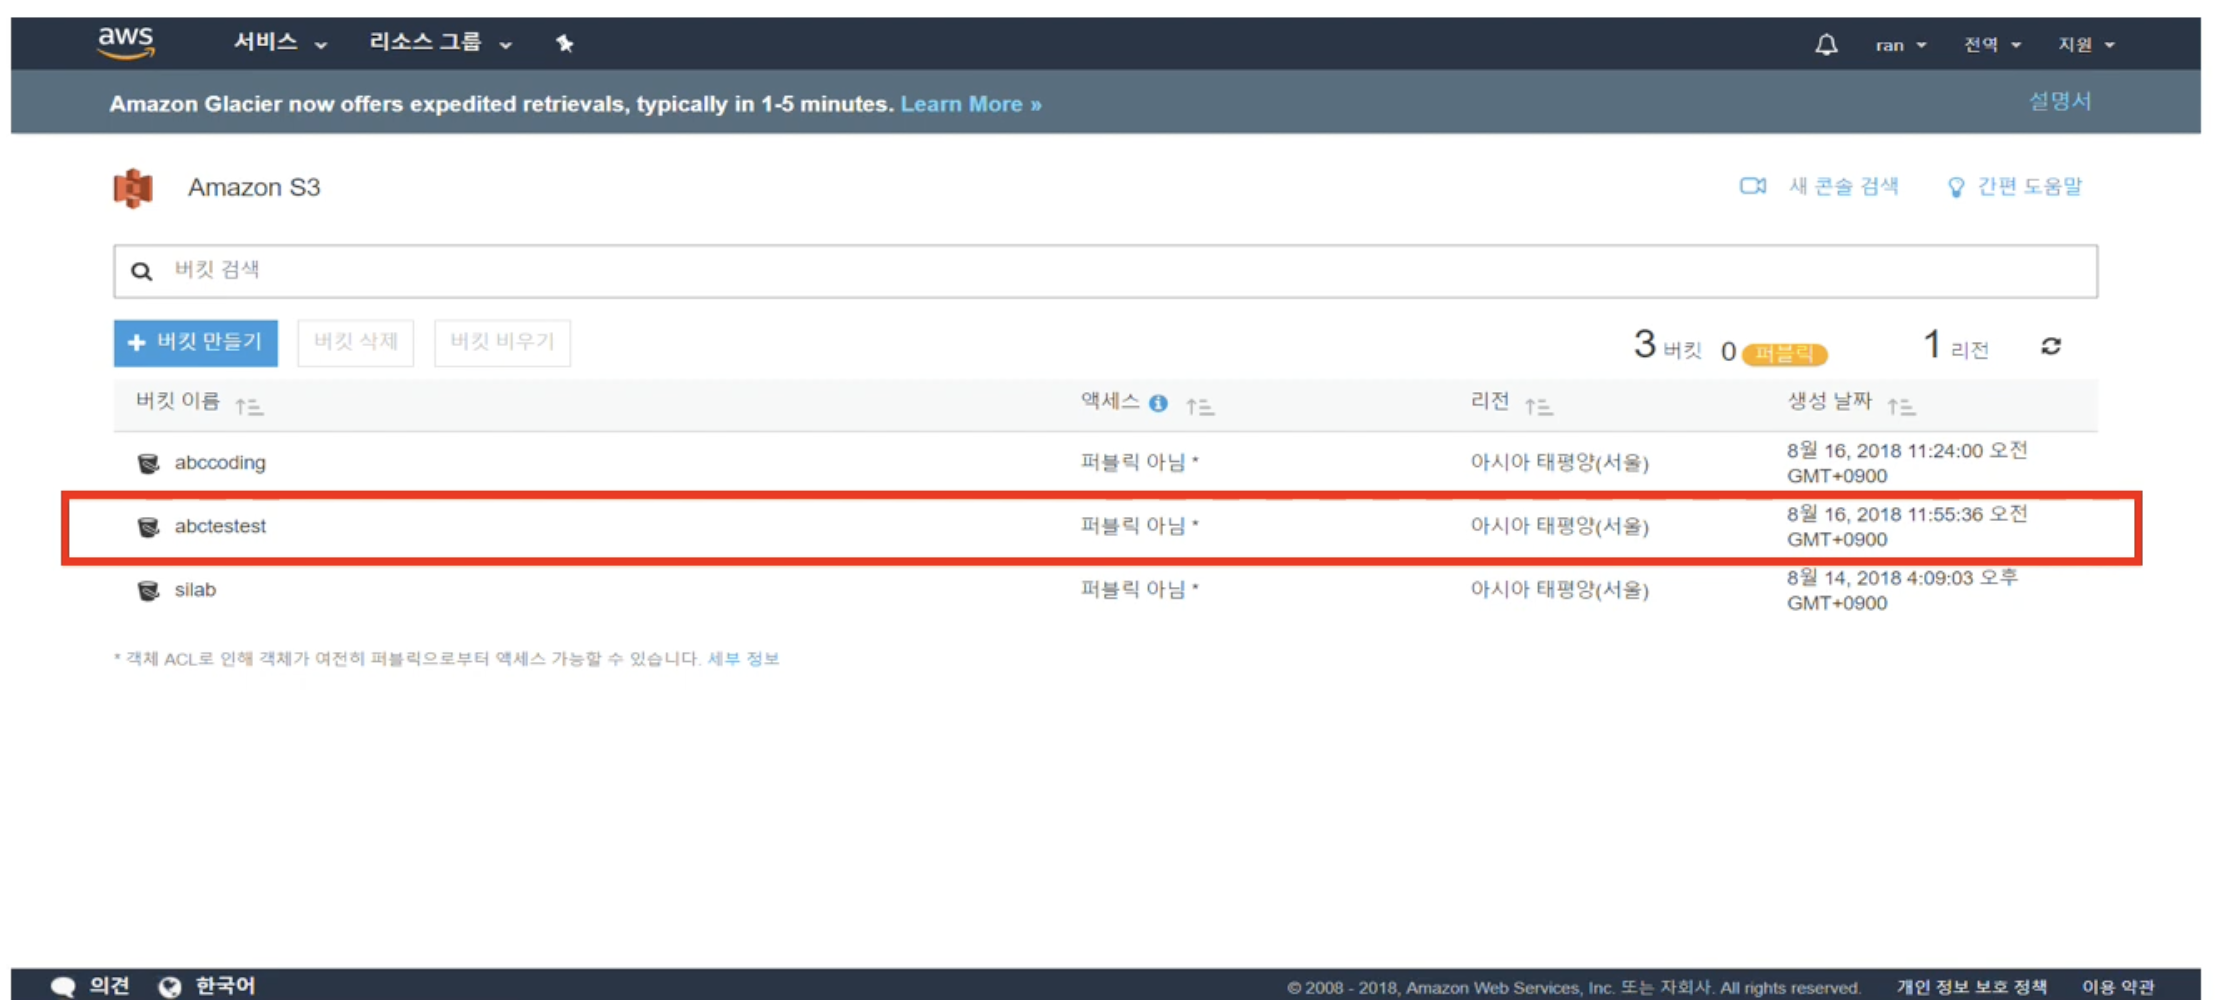 aws 서비스 리소스 그룹 ran 전역 지원
Amazon Glacier now offers expedited retrievals, typically in 1-5 minutes. Learn More » 설명서
Amazon S3 새 콘솔 검색 간편 도움말
버킷 검색
+ 버킷 만들기 버킷 삭제 버킷 비우기 3 버킷 0 퍼블릭 1 리전
버킷 이름 액세스 리전 생성 날짜
abccoding 퍼블릭 아님 * 아시아 태평양(서울) 8월 16, 2018 11:24:00 오전
GMT+0900
abctestest 퍼블릭 아님 * 아시아 태평양(서울) 8월 16, 2018 11:55:36 오전
GMT+0900
silab 퍼블릭 아님 * 아시아 태평양(서울) 8월 14, 2018 4:09:03 오후
GMT+0900
* 객체 ACL로 인해 객체가 여전히 퍼블릭으로부터 액세스 가능할 수 있습니다. 세부 정보
의견 한국어 © 2008 - 2018, Amazon Web Services, Inc. 또는 자회사. All rights reserved. 개인 정보 보호 정책 이용 약관